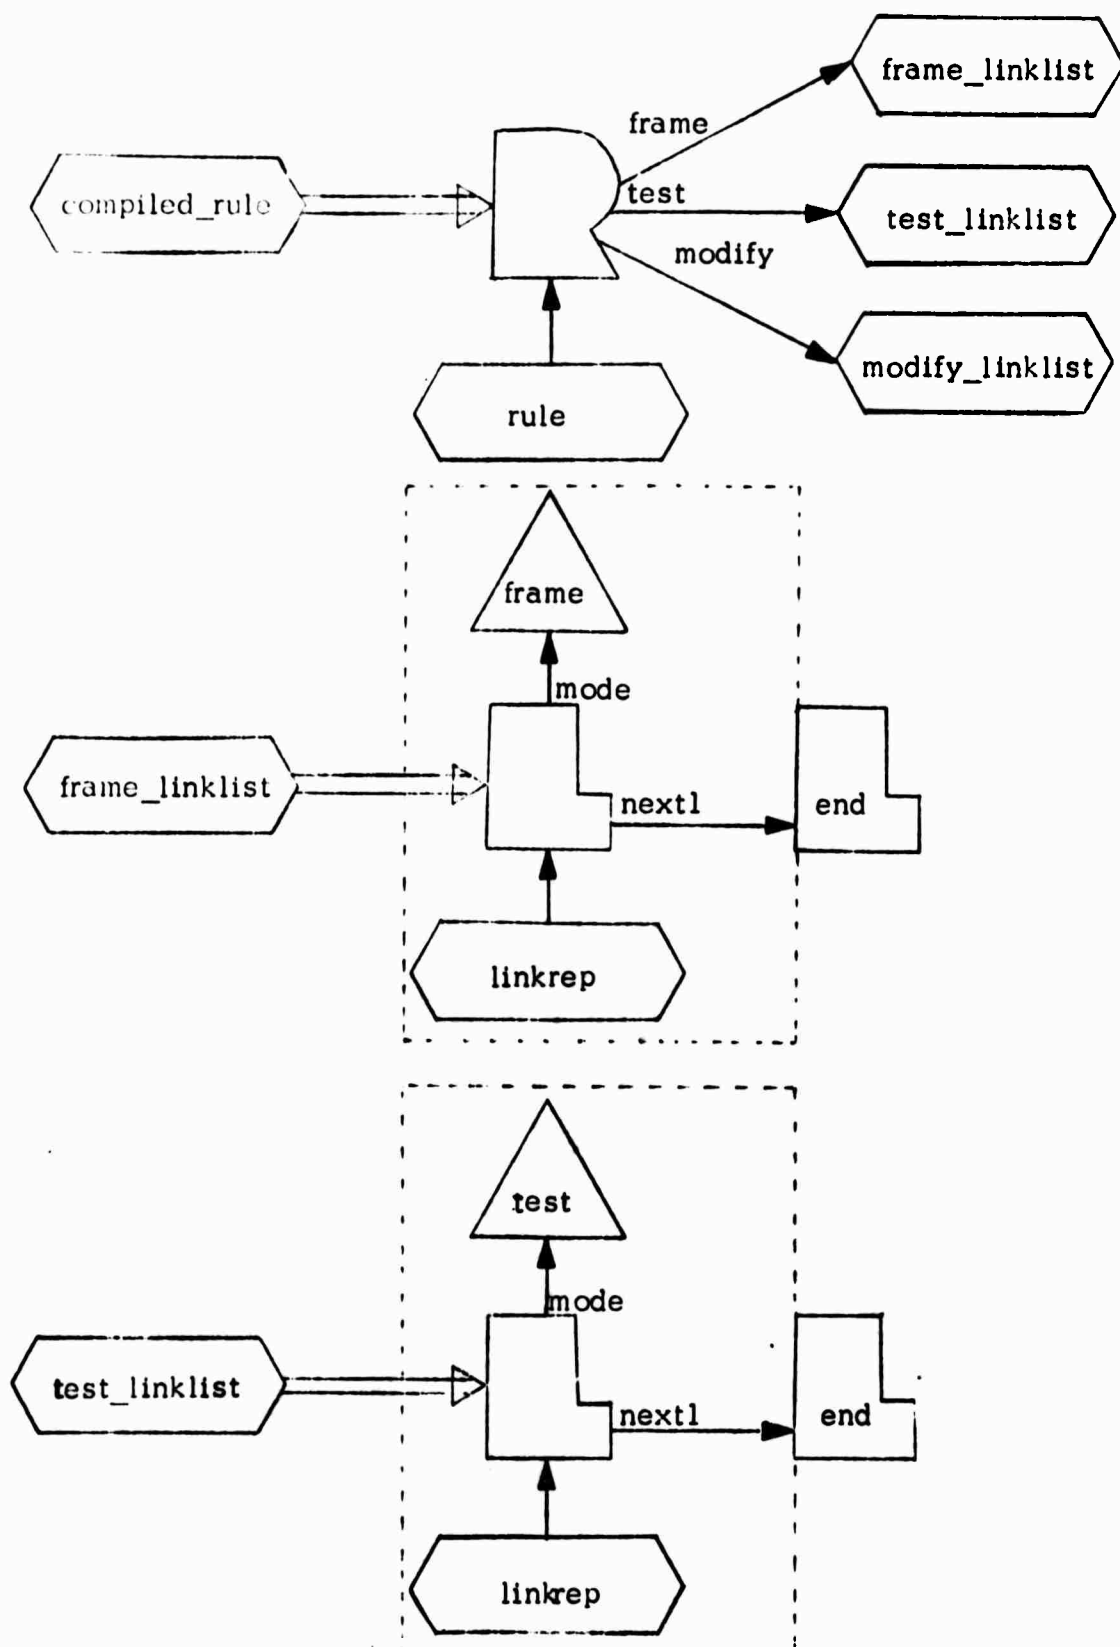 frame_linklist
frame
compiled_rule
test
test_linklist
modify
modify_linklist
rule
frame
mode
frame_linklist
nextl
end
linkrep
test
mode
test_linklist
nextl
end
linkrep